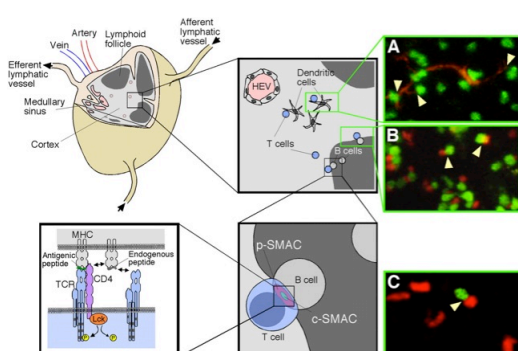 Artery
Vein
Lymphoid
follicle
Afferent
lymphatic
vessel
Efferent
lymphatic
vessel
Medullary
sinus
Cortex
HEV
Dendritic
cells
T cells
B cells
A
B
MHC
Antigenic
peptide
Endogenous
peptide
TCR
CD4
Lck
P
P
p-SMAC
B cell
c-SMAC
T cell
C